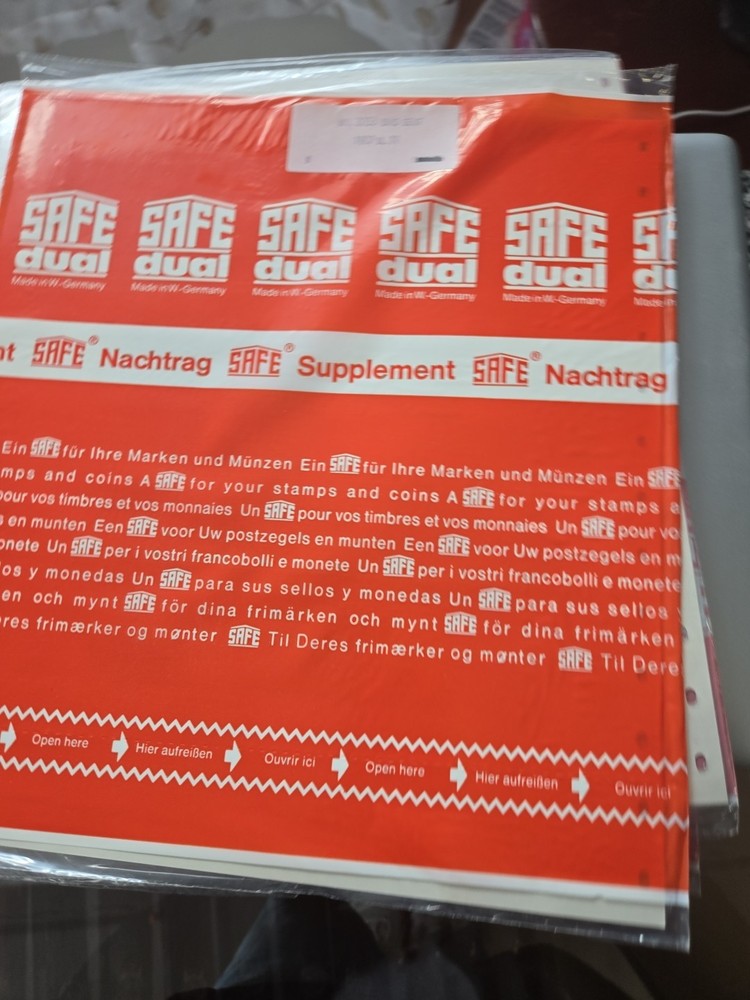 SAFE dual Made in W.-Germany SAFE dual Made in W.-Germany SAFE dual Made in W.-Germany SAFE dual Made in W.-Germany SAFE dual Made in W.-Germany
nt SAFE® Nachtrag SAFE® Supplement SAFE® Nachtrag
Ein SAFE für Ihre Marken und Münzen Ein SAFE für Ihre Marken und Münzen Ein SAFE
mps and coins A SAFE for your stamps and coins A SAFE for your stamps a
pour vos timbres et vos monnaies Un SAFE pour vos timbres et vos monnaies Un SAFE pour vo
s en munten Een SAFE voor Uw postzegels en munten Een SAFE voor Uw postzegels en m
onete Un SAFE per i vostri francobolli e monete Un SAFE per i vostri francobolli e monete
los y monedas Un SAFE para sus sellos y monedas Un SAFE para sus sellos y
en och mynt SAFE för dina frimärken och mynt SAFE för dina frimärken
res frimærker og mønter SAFE Til Deres frimærker og mønter SAFE Til Dere
Open here Hier aufreißen Ouvrir ici Open here Hier aufreißen Ouvrir ici